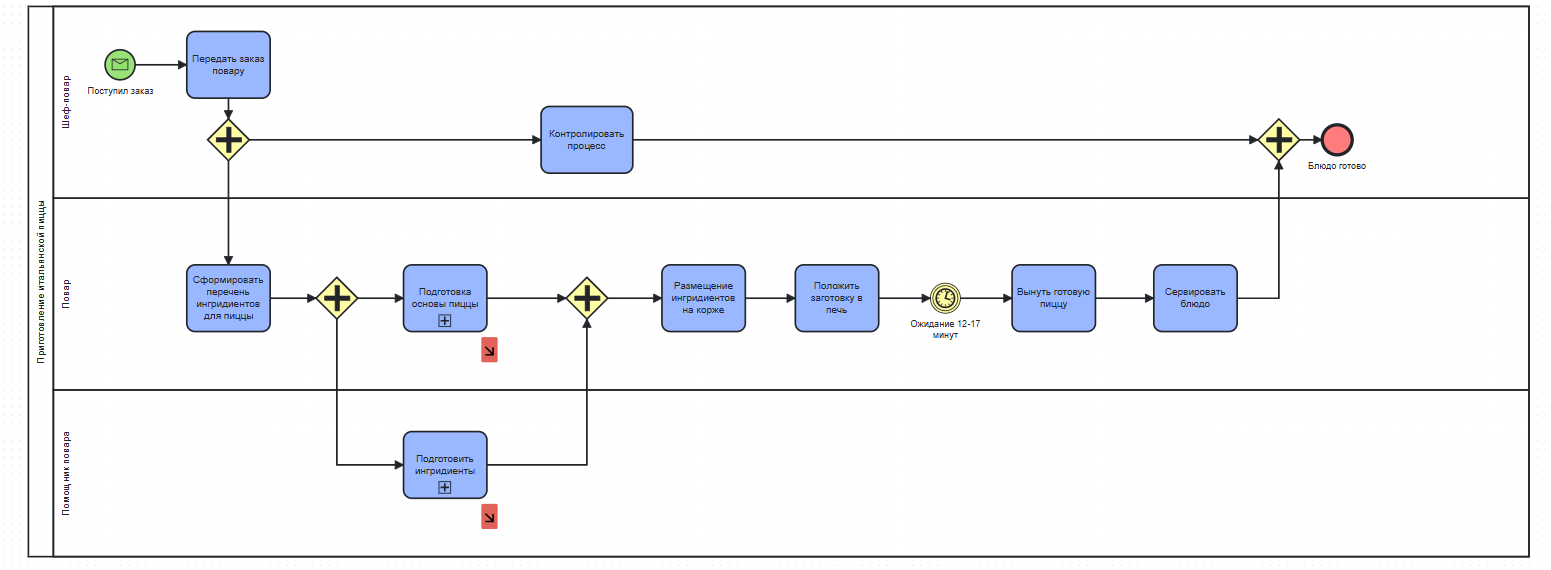 Приготовление итальянской пиццы
Шеф-повар
Поступил заказ
Передать заказ
повару
Контролировать
процесс
Блюдо готово
Повар
Сформировать
перечень
ингридиентов
для пиццы
Подготовка
основы пиццы
Размещение
ингридиентов
на корже
Положить
заготовку в
печь
Ожидание 12-17
минут
Вынуть готовую
пиццу
Сервировать
блюдо
Помощник повара
Подготовить
ингридиенты